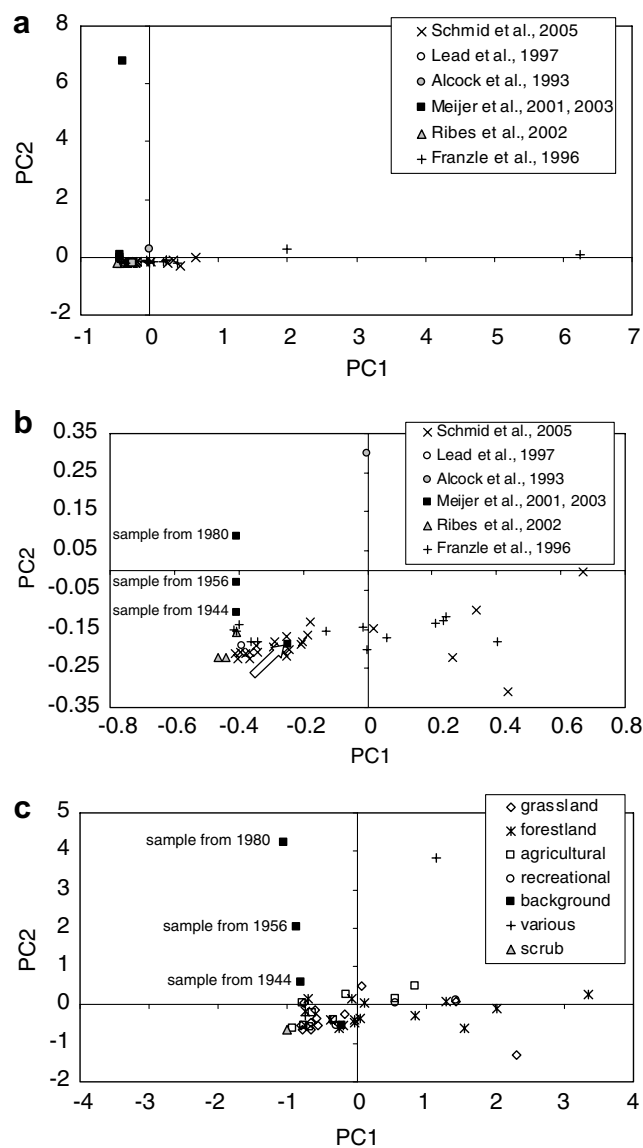 a
8
6
4
2
0
-2
PC2
-1 0 1 2 3 4 5 6 7
PC1
Schmid et al., 2005
Lead et al., 1997
Alcock et al., 1993
Meijer et al., 2001, 2003
Ribes et al., 2002
Franzle et al., 1996
b
0.35
0.25
0.15
0.05
-0.05
-0.15
-0.25
-0.35
PC2
-0.8 -0.6 -0.4 -0.2 0 0.2 0.4 0.6 0.8
PC1
Schmid et al., 2005
Lead et al., 1997
Alcock et al., 1993
Meijer et al., 2001, 2003
Ribes et al., 2002
Franzle et al., 1996
sample from 1980
sample from 1956
sample from 1944
c
5
4
3
2
1
0
-1
-2
PC2
-4 -3 -2 -1 0 1 2 3 4
PC1
grassland
forestland
agricultural
recreational
background
various
scrub
sample from 1980
sample from 1956
sample from 1944